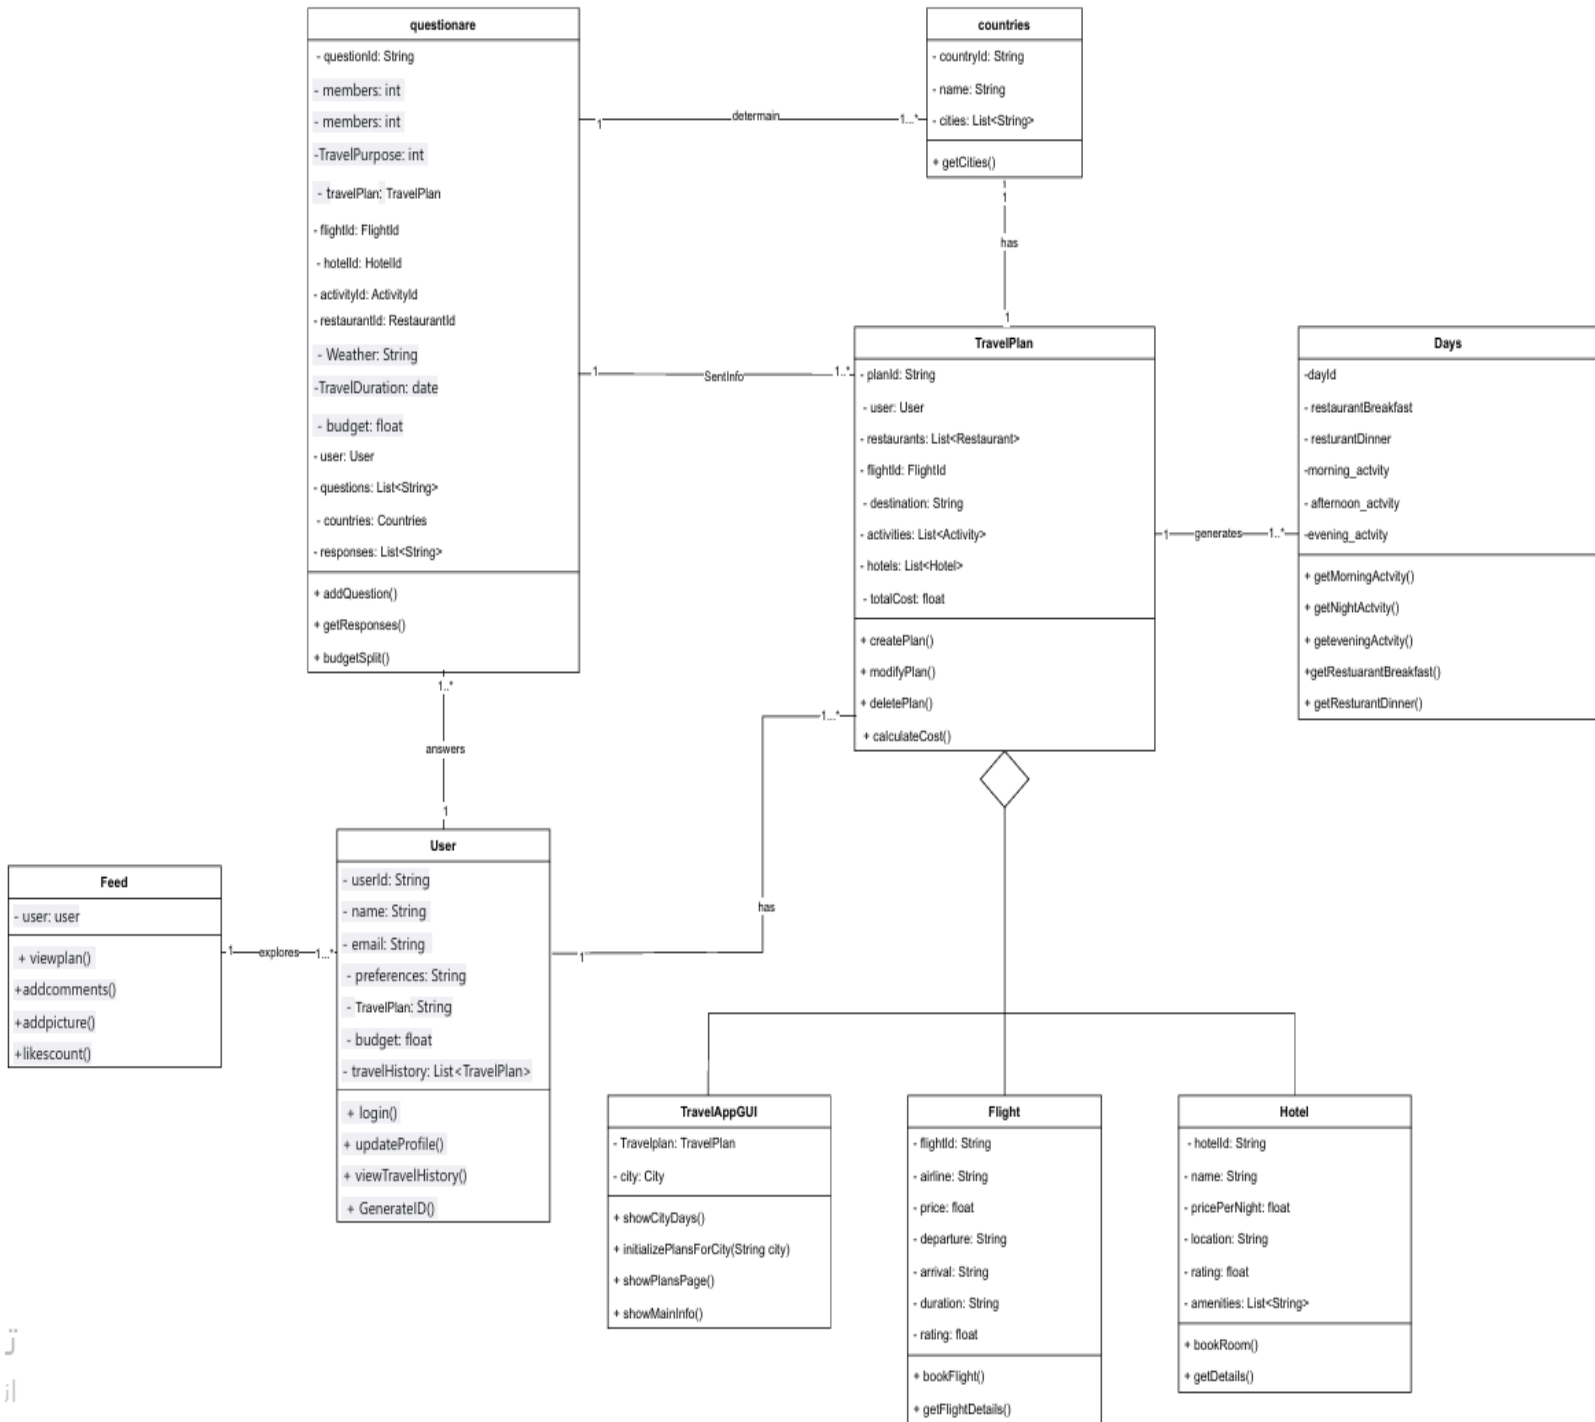 questionare
- questionId: String
- members: int
- members: int
-TravelPurpose: int
- travelPlan: TravelPlan
- flightId: FlightId
- hotelId: HotelId
- activityId: ActivityId
- restaurantId: RestaurantId
- Weather: String
-TravelDuration: date
- budget: float
- user: User
- questions: List<String>
- countries: Countries
- responses: List<String>
+ addQuestion()
+ getResponses()
+ budgetSplit()
1
determain
1...*
countries
- countryId: String
- name: String
- cities: List<String>
+ getCities()
1
1
has
1
1
SentInfo
1..*
TravelPlan
- planId: String
- user: User
- restaurants: List<Restaurant>
- flightId: FlightId
- destination: String
- activities: List<Activity>
- hotels: List<Hotel>
- totalCost: float
+ createPlan()
+ modifyPlan()
+ deletePlan()
+ calculateCost()
1
generates
1..*
Days
-dayId
- restaurantBreakfast
- resturantDinner
-morning_actvity
- afternoon_actvity
-evening_actvity
+ getMorningActvity()
+ getNightActvity()
+ geteveningActvity()
+getRestuarantBreakfast()
+ getResturantDinner()
1..*
answers
1
1...*
has
1
Feed
- user: user
+ viewplan()
+addcomments()
+addpicture()
+likescount()
1
explores
1...*
User
- userId: String
- name: String
- email: String
- preferences: String
- TravelPlan: String
- budget: float
- travelHistory: List<TravelPlan>
+ login()
+ updateProfile()
+ viewTravelHistory()
+ GenerateID()
TravelAppGUI
- Travelplan: TravelPlan
- city: City
+ showCityDays()
+ initializePlansForCity(String city)
+ showPlansPage()
+ showMainInfo()
Flight
- flightId: String
- airline: String
- price: float
- departure: String
- arrival: String
- duration: String
- rating: float
+ bookFlight()
+ getFlightDetails()
Hotel
- hotelId: String
- name: String
- pricePerNight: float
- location: String
- rating: float
- amenities: List<String>
+ bookRoom()
+ getDetails()